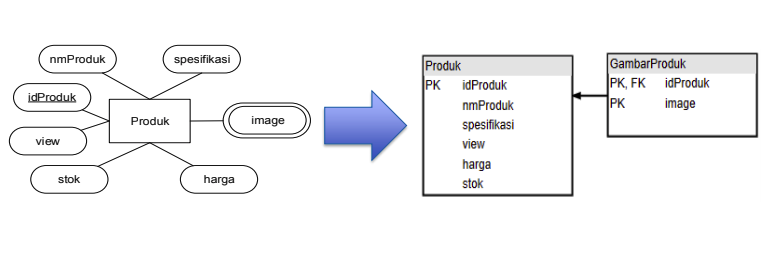 nmProduk
spesifikasi
idProduk
Produk
image
view
stok
harga
Produk
PK idProduk
nmProduk
spesifikasi
view
harga
stok
GambarProduk
PK, FK idProduk
PK image